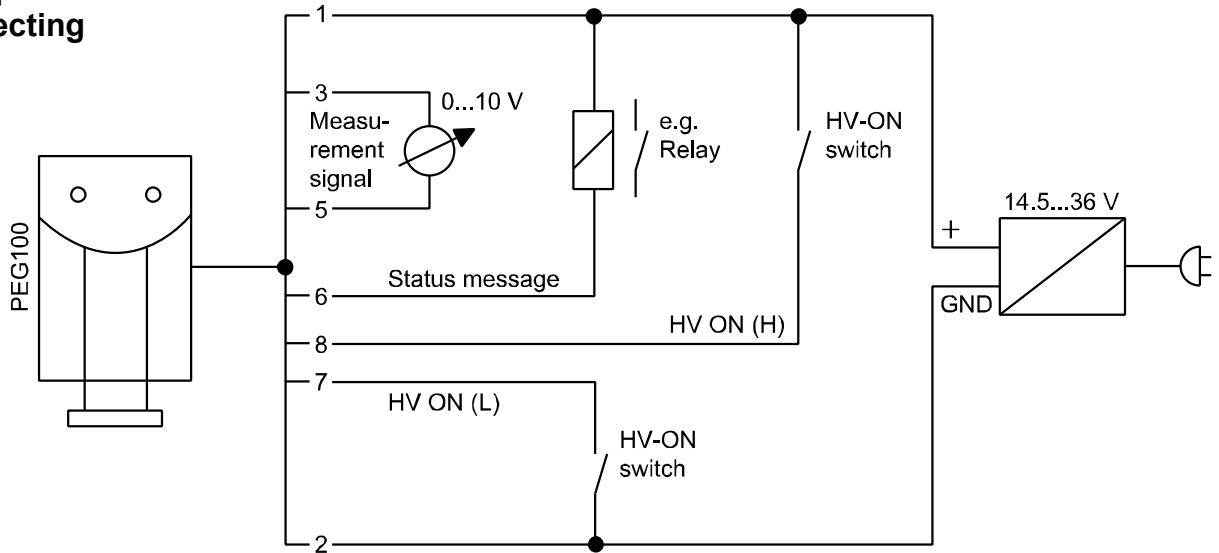 ecting
1
3
0...10 V
Measu-
rement
signal
5
e.g.
Relay
HV-ON
switch
14.5...36 V
+
GND
PEG100
6
Status message
8
HV ON (H)
7
HV ON (L)
HV-ON
switch
2